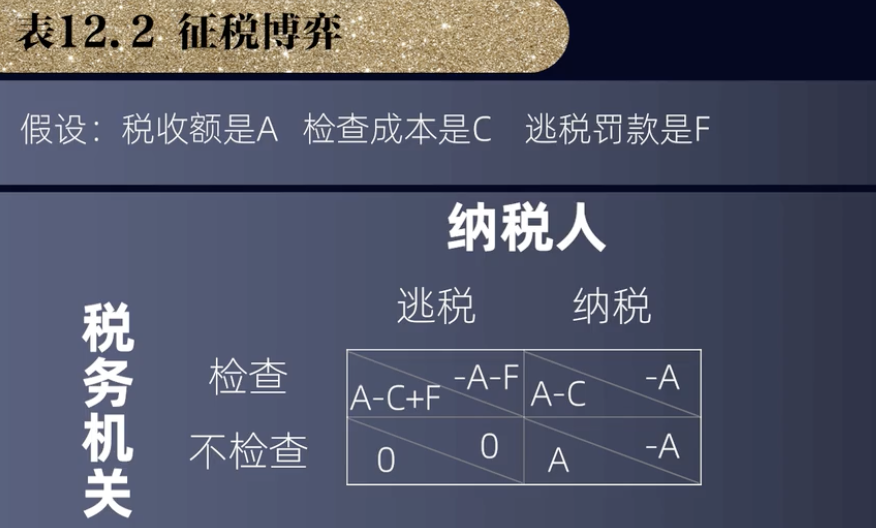 表12.2 征税博弈
假设：税收额是A 检查成本是C 逃税罚款是F
纳税人
逃税 纳税
税务机关
检查 A-C+F -A-F A-C -A
不检查 0 0 A -A